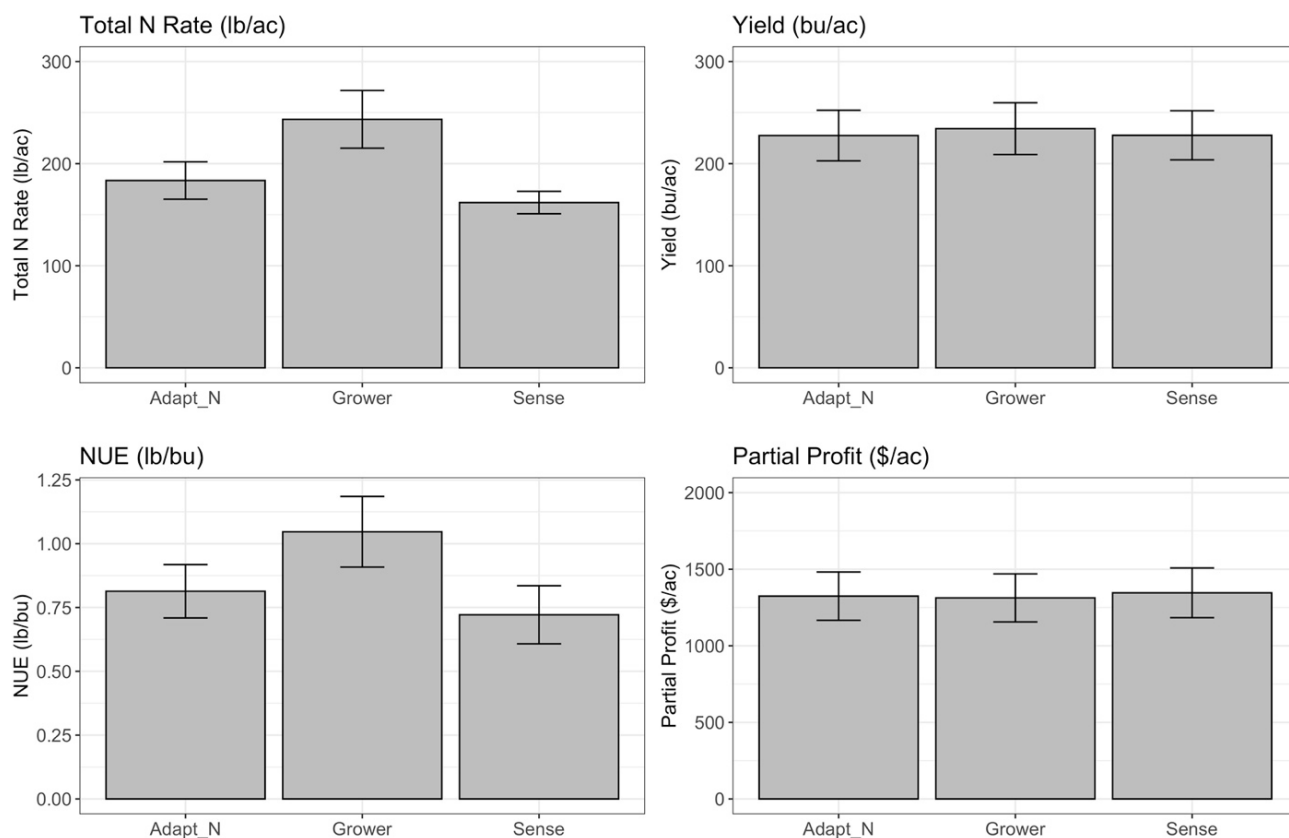 Total N Rate (lb/ac)
Total N Rate (lb/ac)
300
200
100
0
Adapt_N Grower Sense
Yield (bu/ac)
Yield (bu/ac)
300
200
100
0
Adapt_N Grower Sense
NUE (lb/bu)
NUE (lb/bu)
1.25
1.00
0.75
0.50
0.25
0.00
Adapt_N Grower Sense
Partial Profit ($/ac)
Partial Profit ($/ac)
2000
1500
1000
500
0
Adapt_N Grower Sense